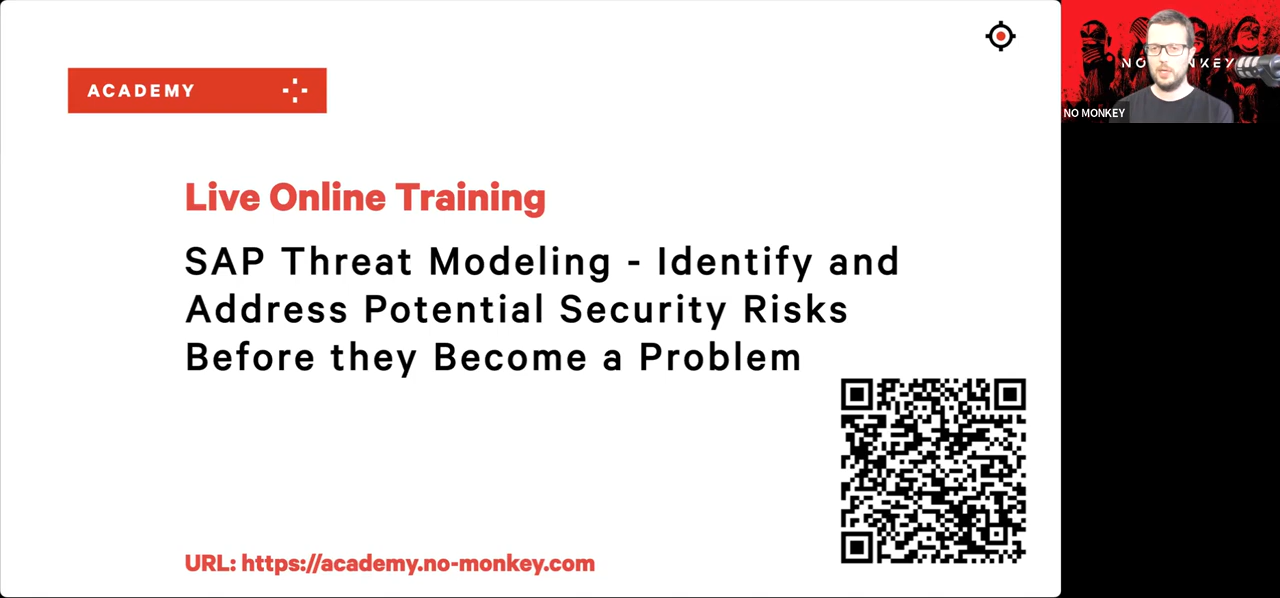 ACADEMY
Live Online Training
SAP Threat Modeling - Identify and
Address Potential Security Risks
Before they Become a Problem
URL: https://academy.no-monkey.com
NO MONKEY